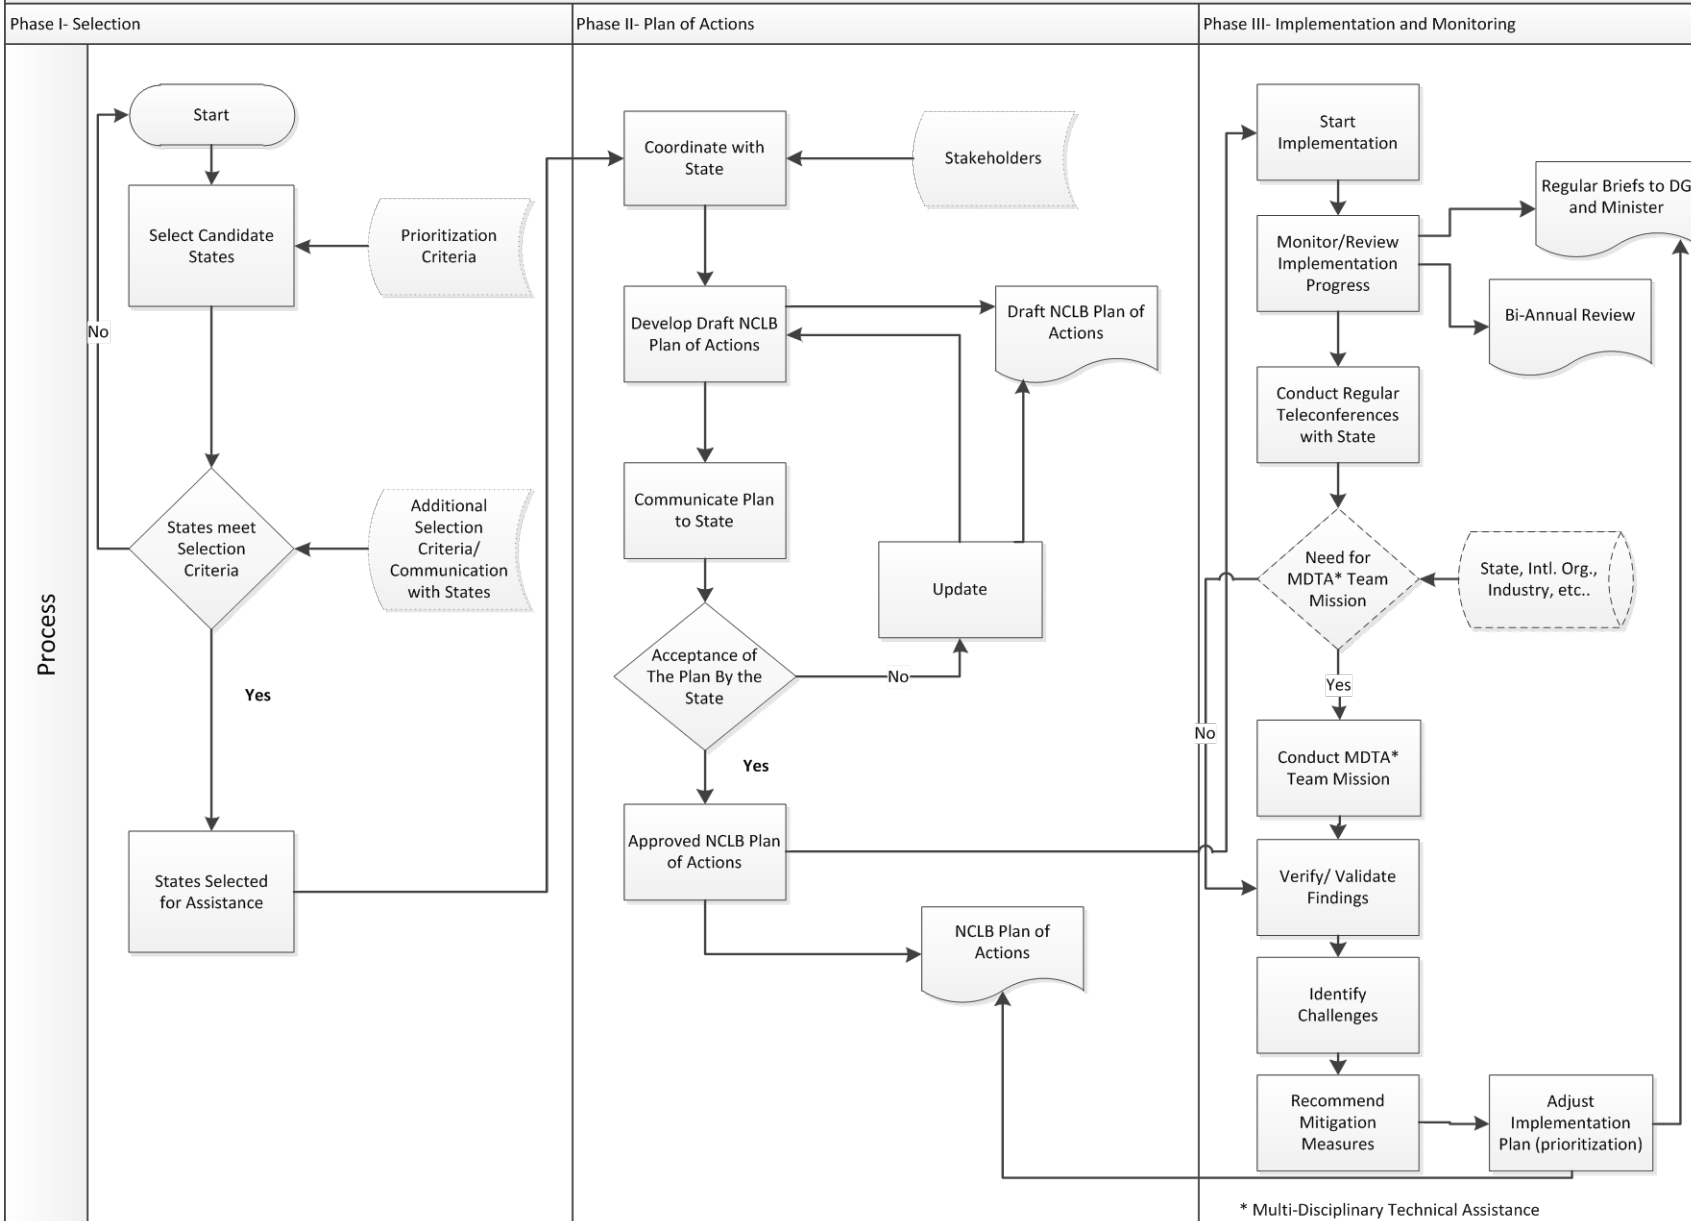 Phase I- Selection
Phase II- Plan of Actions
Phase III- Implementation and Monitoring
Process
Start
Select Candidate
States
Prioritization
Criteria
No
States meet
Selection
Criteria
Additional
Selection
Criteria/
Communication
with States
Yes
States Selected
for Assistance
Coordinate with
State
Stakeholders
Develop Draft NCLB
Plan of Actions
Draft NCLB Plan of
Actions
Communicate Plan
to State
Update
Acceptance of
The Plan By the
State
No
Yes
Approved NCLB Plan
of Actions
NCLB Plan of
Actions
Start
Implementation
Regular Briefs to DG
and Minister
Monitor/Review
Implementation
Progress
Bi-Annual Review
Conduct Regular
Teleconferences
with State
Need for
MDTA* Team
Mission
State, Intl. Org.,
Industry, etc..
Yes
No
Conduct MDTA*
Team Mission
Verify/ Validate
Findings
Identify
Challenges
Recommend
Mitigation
Measures
Adjust
Implementation
Plan (prioritization)
* Multi-Disciplinary Technical Assistance